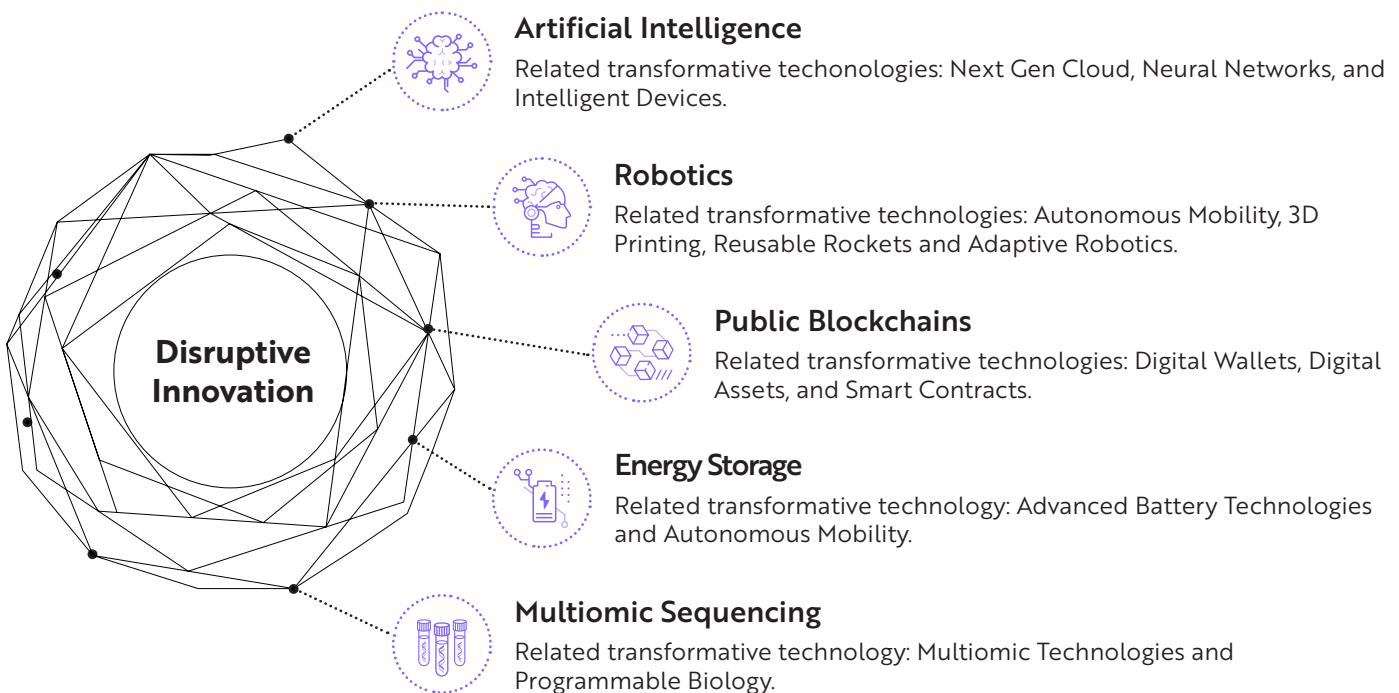 Artificial Intelligence
Related transformative techonologies: Next Gen Cloud, Neural Networks, and
Intelligent Devices.
Robotics
Related transformative technologies: Autonomous Mobility, 3D
Printing, Reusable Rockets and Adaptive Robotics.
Disruptive
Innovation
Public Blockchains
Related transformative technologies: Digital Wallets, Digital
Assets, and Smart Contracts.
Energy Storage
Related transformative technology: Advanced Battery Technologies
and Autonomous Mobility.
Multiomic Sequencing
Related transformative technology: Multiomic Technologies and
Programmable Biology.